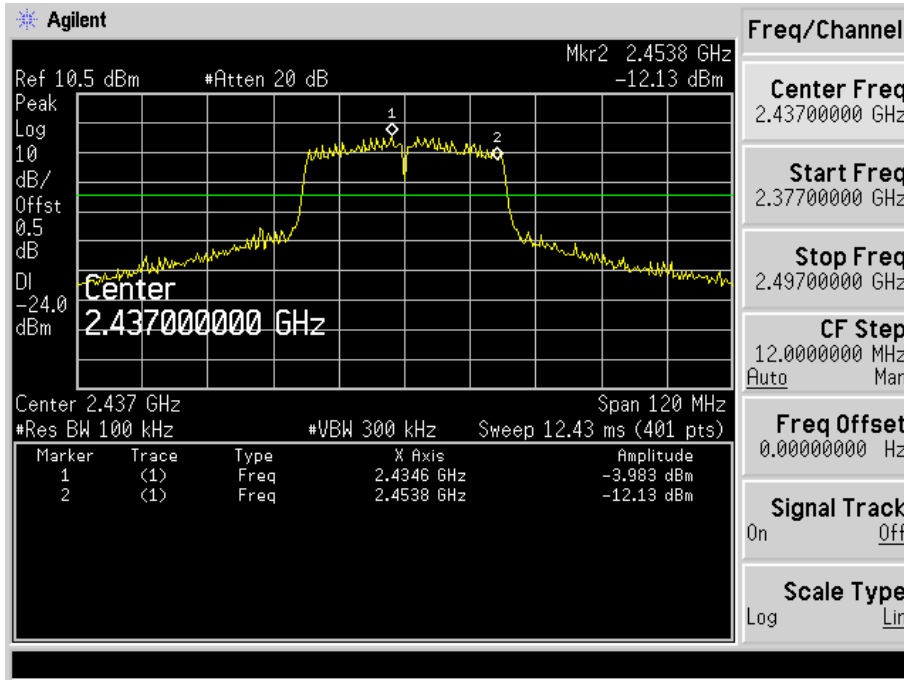 Agilent
Freq/Channel
Mkr2 2.4538 GHz
Ref 10.5 dBm #Atten 20 dB -12.13 dBm
Peak
Log
10
dB/
Offst
0.5
dB
DI
-24.0
dBm
1
2
Center
2.437000000 GHz
Center 2.437 GHz Span 120 MHz
#Res BW 100 kHz #VBW 300 kHz Sweep 12.43 ms (401 pts)
Marker Trace Type X Axis Amplitude
1 (1) Freq 2.4346 GHz -3.983 dBm
2 (1) Freq 2.4538 GHz -12.13 dBm
Center Freq
2.43700000 GHz
Start Freq
2.37700000 GHz
Stop Freq
2.49700000 GHz
CF Step
12.0000000 MHz
Auto Man
Freq Offset
0.00000000 Hz
Signal Track
On Off
Scale Type
Log Lin